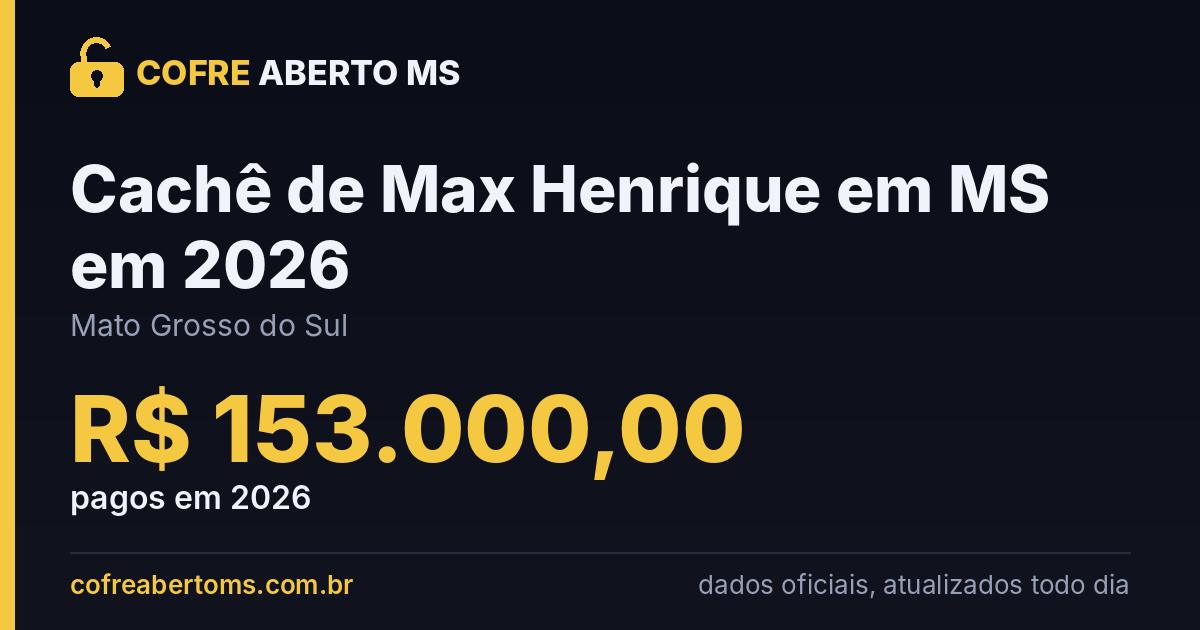 COFRE ABERTO MS
Cachê de Max Henrique em MS
em 2026
Mato Grosso do Sul
R$ 153.000,00
pagos em 2026
cofreabertoms.com.br
dados oficiais, atualizados todo dia